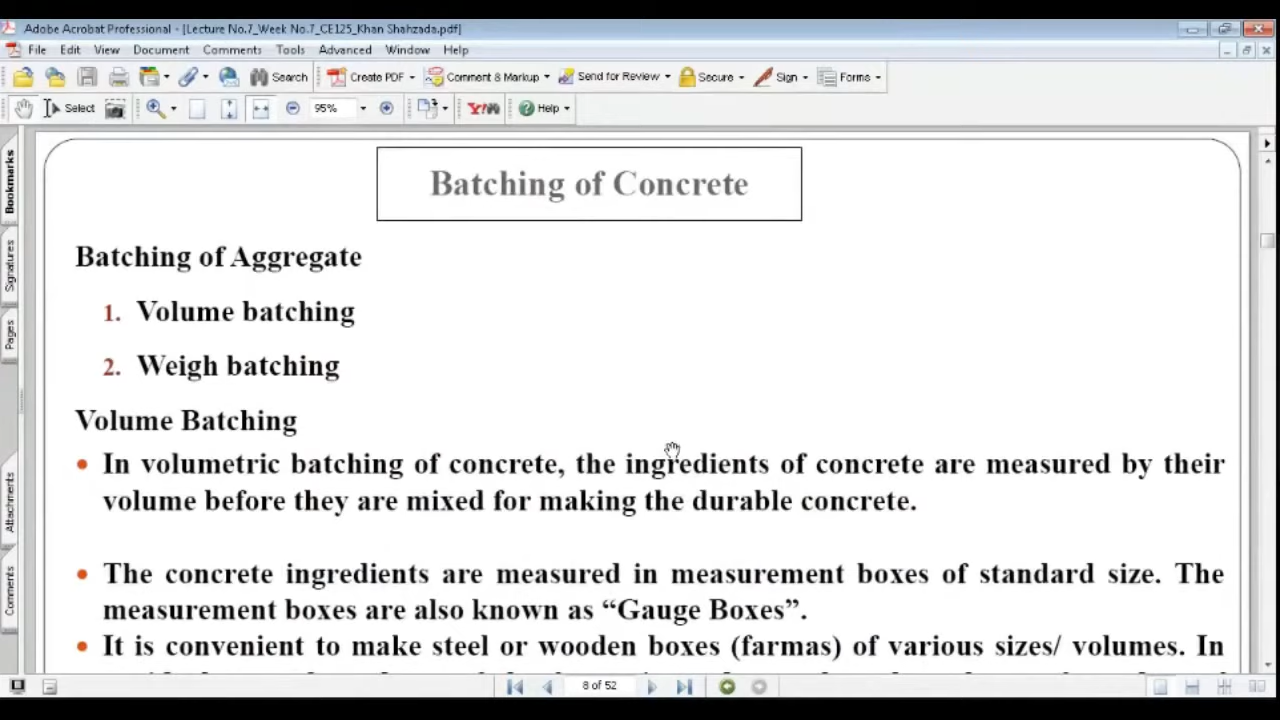 Adobe Acrobat Professional - [Lecture No.7_Week No.7_CE125_Khan Shahzada.pdf]
File Edit View Document Comments Tools Advanced Window Help
Search Create PDF Comment & Markup Send for Review Secure Sign Forms
Select 95% Y! Help
Bookmarks
Signatures
Pages
Attachments
Comments
Batching of Concrete
Batching of Aggregate
1. Volume batching
2. Weigh batching
Volume Batching
• In volumetric batching of concrete, the ingredients of concrete are measured by their
volume before they are mixed for making the durable concrete.
• The concrete ingredients are measured in measurement boxes of standard size. The
measurement boxes are also known as “Gauge Boxes”.
• It is convenient to make steel or wooden boxes (farmas) of various sizes/ volumes. In
8 of 52